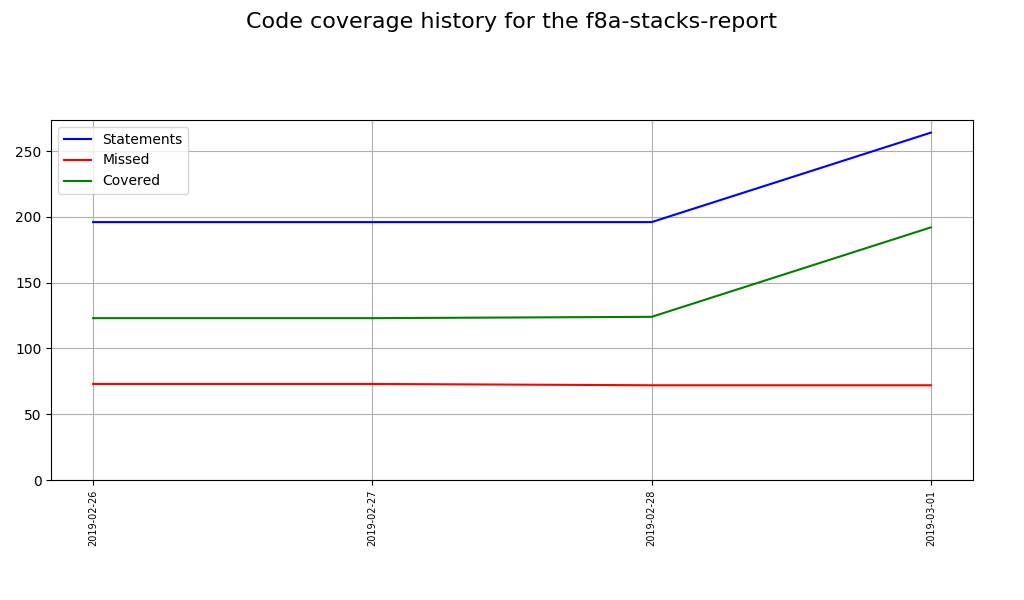 Code coverage history for the f8a-stacks-report
Statements
Missed
Covered
250
200
150
100
50
0
2019-02-26
2019-02-27
2019-02-28
2019-03-01